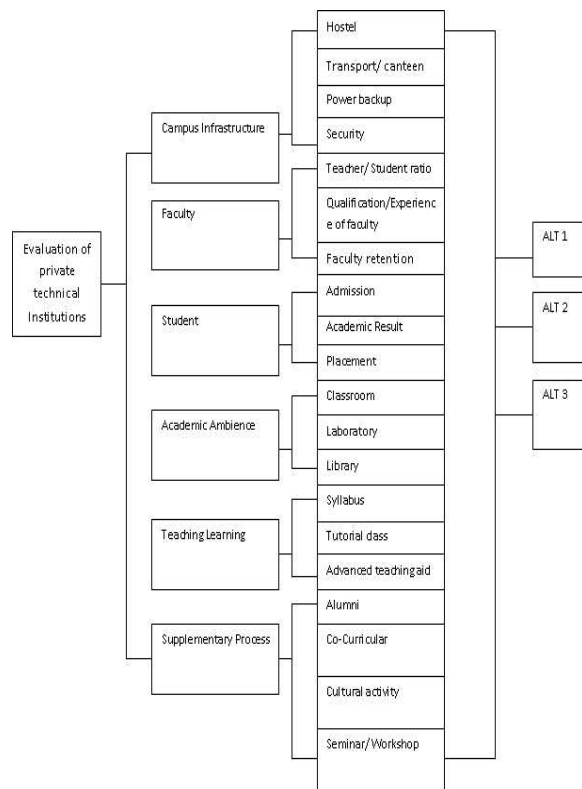 Evaluation of
private
technical
Institutions
Campus Infrastructure
Faculty
Student
Academic Ambience
Teaching Learning
Supplementary Process
Hostel
Transport/ canteen
Power backup
Security
Teacher/ Student ratio
Qualification/Experienc
e of faculty
Faculty retention
Admission
Academic Result
Placement
Classroom
Laboratory
Library
Syllabus
Tutorial class
Advanced teaching aid
Alumni
Co-Curricular
Cultural activity
Seminar/ Workshop
ALT 1
ALT 2
ALT 3